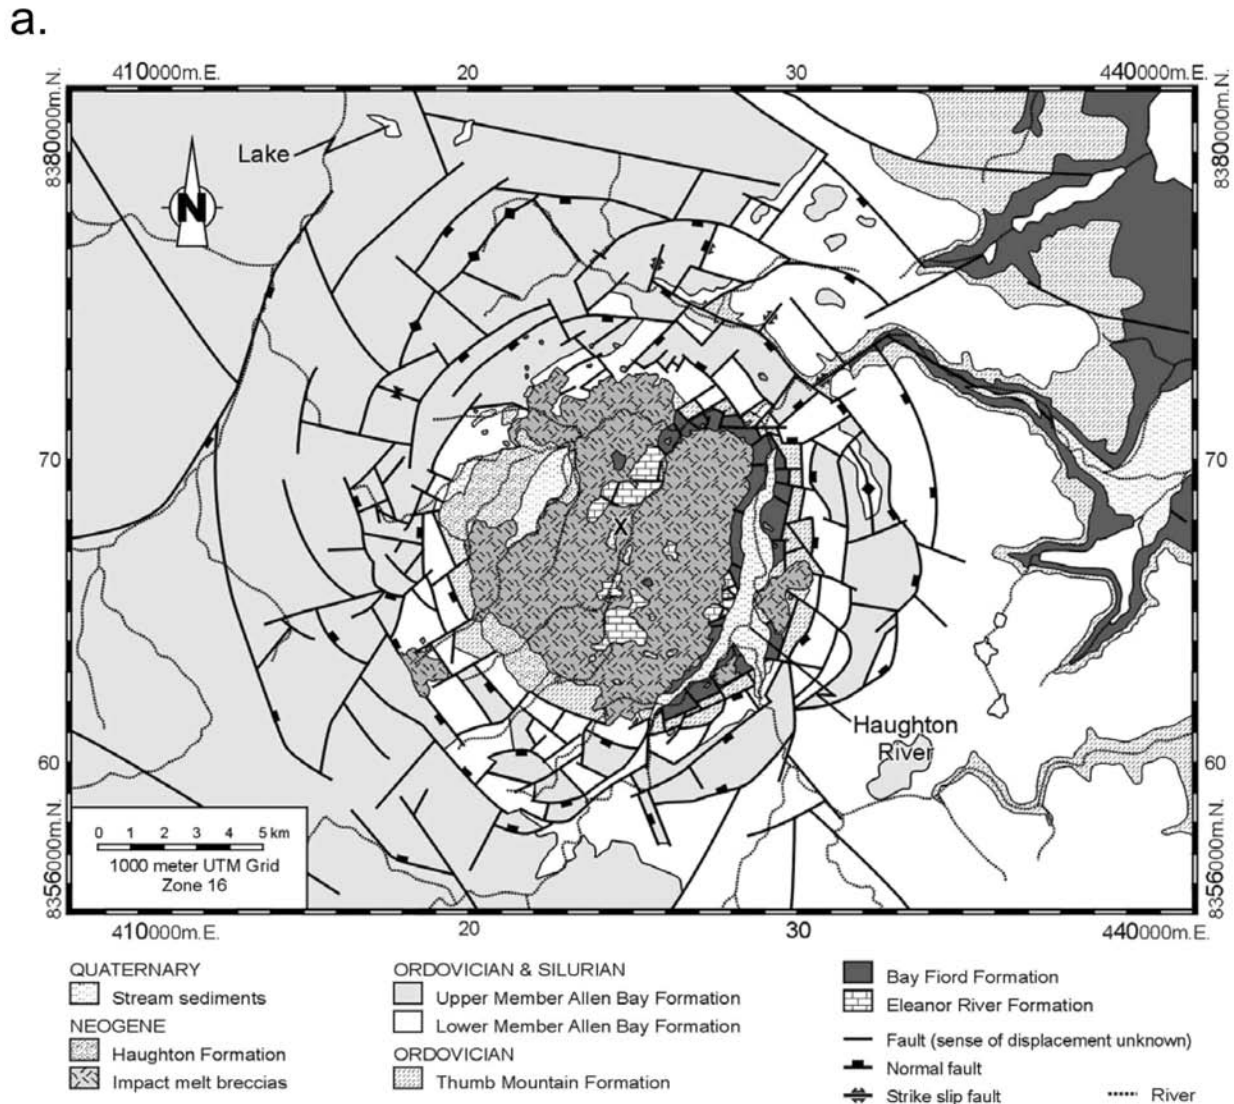 a.
410000m.E. 20 30 440000m.E.
8380000m.N.
8380000m.N.
Lake
N
70
70
X
Haughton
River
60
60
0 1 2 3 4 5 km
1000 meter UTM Grid
Zone 16
8356000m.N.
8356000m.N.
410000m.E. 20 30 440000m.E.
QUATERNARY
Stream sediments
NEOGENE
Haughton Formation
Impact melt breccias
ORDOVICIAN & SILURIAN
Upper Member Allen Bay Formation
Lower Member Allen Bay Formation
ORDOVICIAN
Thumb Mountain Formation
Bay Fiord Formation
Eleanor River Formation
Fault (sense of displacement unknown)
Normal fault
Strike slip fault
River